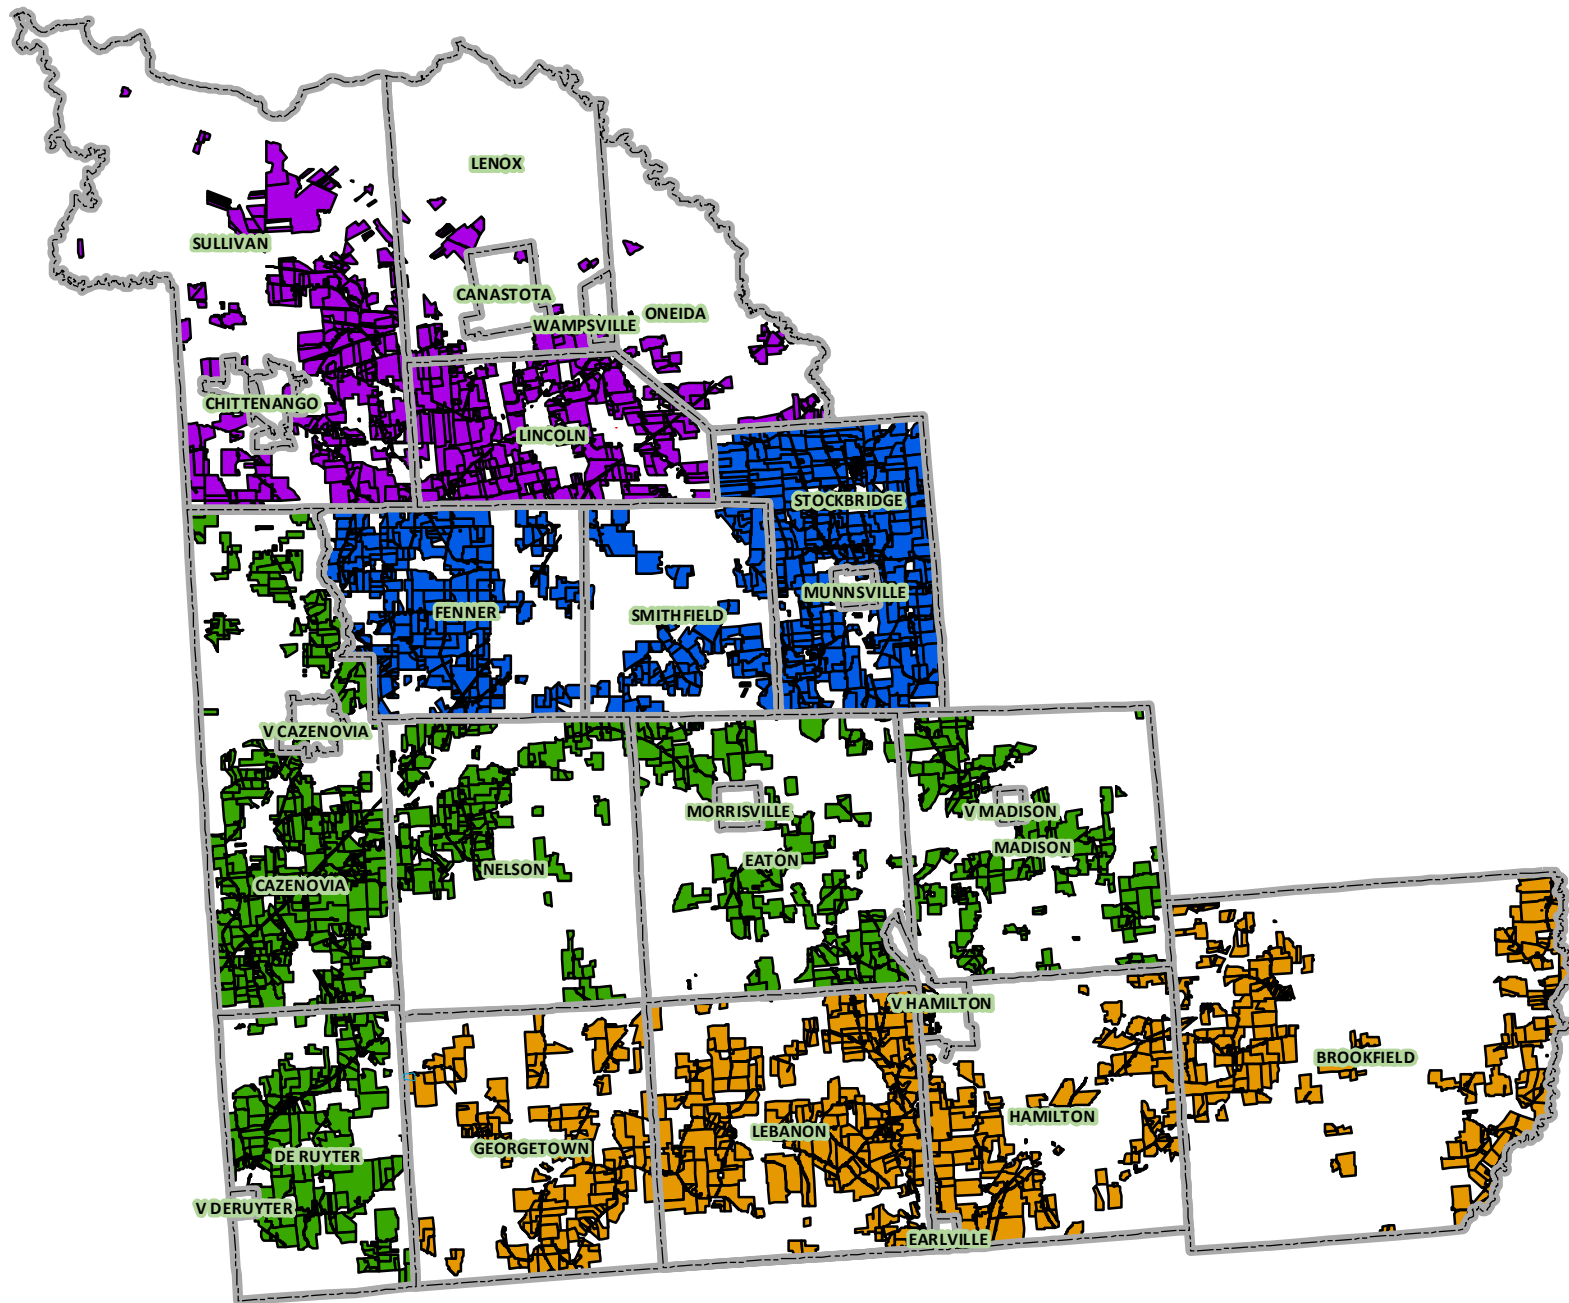 LENOX
SULLIVAN
CANASTOTA
ONEIDA
WAMPSVILLE
CHITTENANGO
LINCOLN
STOCKBRIDGE
MUNNSVILLE
FENNER
SMITHFIELD
V CAZENOVIA
MORRISVILLE
V MADISON
MADISON
EATON
NELSON
CAZENOVIA
V HAMILTON
BROOKFIELD
HAMILTON
LEBANON
GEORGETOWN
DE RUYTER
V DERUYTER
EARLVILLE